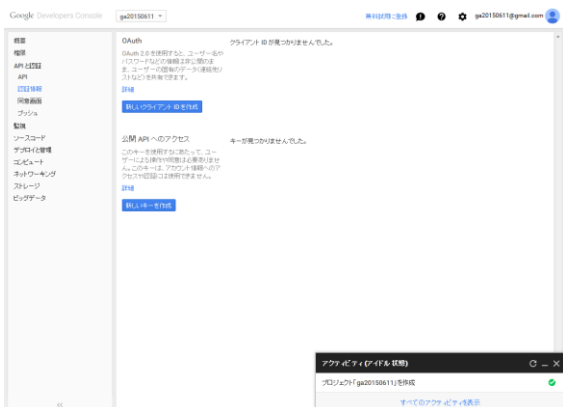 Google Developers Console
ga20150611
無料試用に登録
ga20150611@gmail.com
概要
権限
API と認証
API
認証情報
同意画面
プッシュ
監視
ソースコード
デプロイと管理
コンピュート
ネットワーキング
ストレージ
ビッグデータ
OAuth
OAuth 2.0 を使用すると、ユーザー名や
パスワードなどの情報は非公開のま
ま、ユーザーの固有のデータ(連絡先リ
ストなど)を共有できます。
詳細
新しいクライアント ID を作成
クライアント ID が見つかりませんでした。
公開 API へのアクセス
このキーを使用するにあたって、ユー
ザーによる操作や同意は必要ありませ
ん。このキーは、アカウント情報へのア
クセスや認証には使用できません。
詳細
新しいキーを作成
キーが見つかりませんでした。
アクティビティ (アイドル状態)
プロジェクト「ga20150611」を作成
すべてのアクティビティを表示